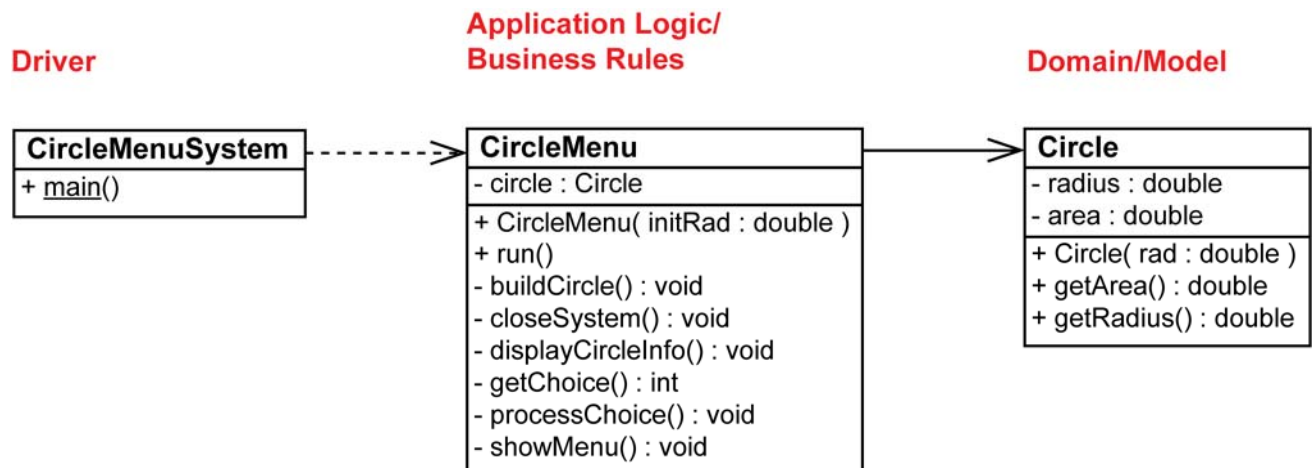 Driver
Application Logic/
Business Rules
Domain/Model
CircleMenuSystem
+ main()
CircleMenu
- circle : Circle
+ CircleMenu( initRad : double )
+ run()
- buildCircle() : void
- closeSystem() : void
- displayCircleInfo() : void
- getChoice() : int
- processChoice() : void
- showMenu() : void
Circle
- radius : double
- area : double
+ Circle( rad : double )
+ getArea() : double
+ getRadius() : double